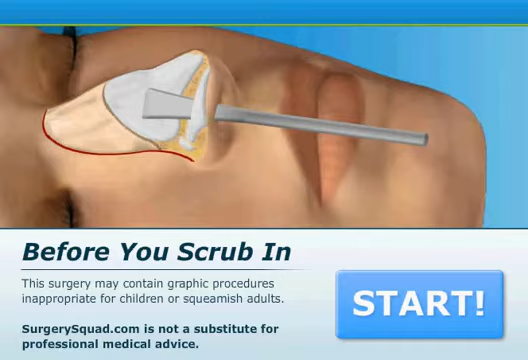 Before You Scrub In
This surgery may contain graphic procedures
inappropriate for children or squeamish adults.
SurgerySquad.com is not a substitute for
professional medical advice.
START!